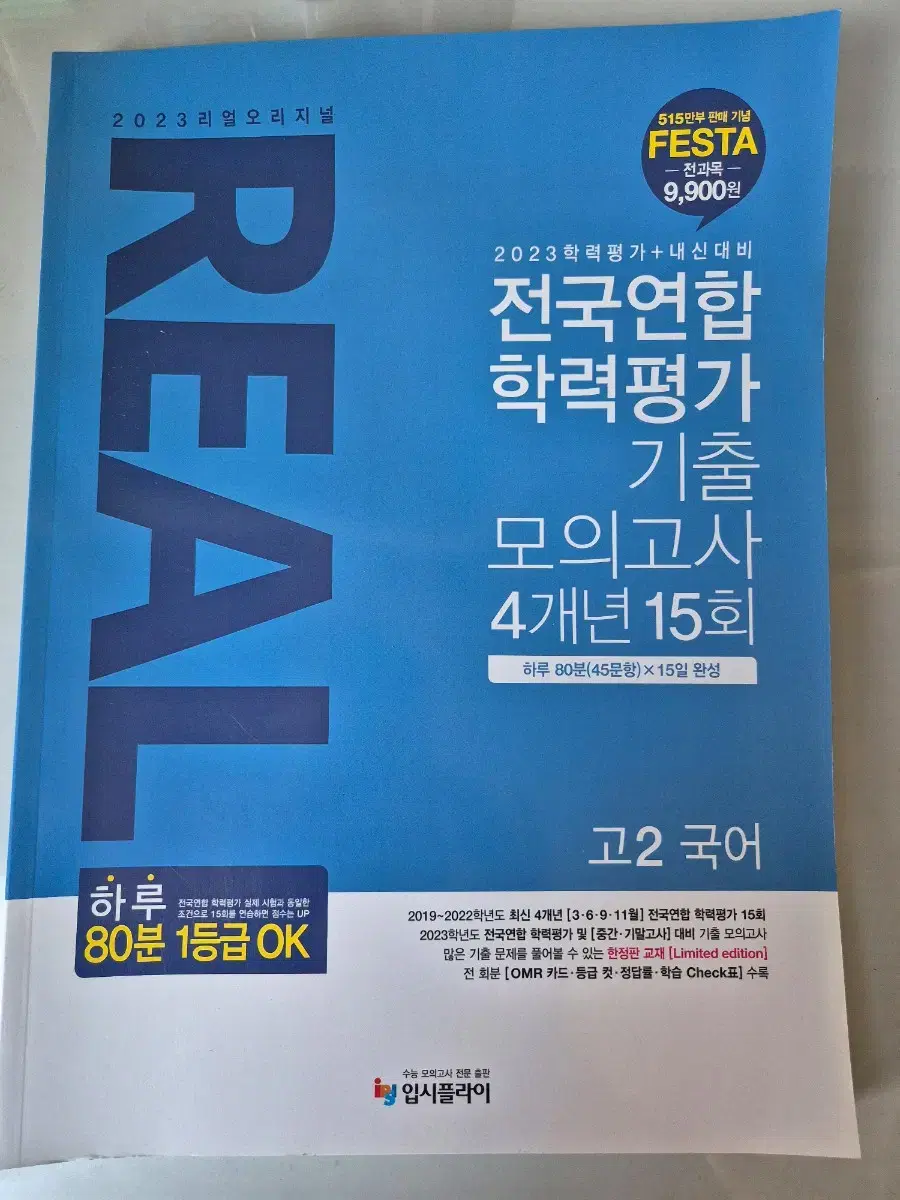 2023 리얼 오리지널
REAL
515만부 판매 기념
FESTA
전과목
9,900원
2023 학력평가 + 내신 대비
전국연합
학력평가
기출
모의고사
4개년 15회
하루 80분(45문항)×15일 완성
고2 국어
하루
전국연합 학력평가 실제 시험과 동일한
조건으로 15회를 연습하면 점수는 UP
80분 1등급 OK
2019~2022학년도 최신 4개년 [3·6·9·11월] 전국연합 학력평가 15회
2023학년도 전국연합 학력평가 및 [중간·기말고사] 대비 기출 모의고사
많은 기출 문제를 풀어볼 수 있는 한정판 교재 [Limited edition]
전 회분 [OMR 카드·등급 컷·정답률·학습 Check표] 수록
수능 모의고사 전문 출판
ipsi 입시플라이